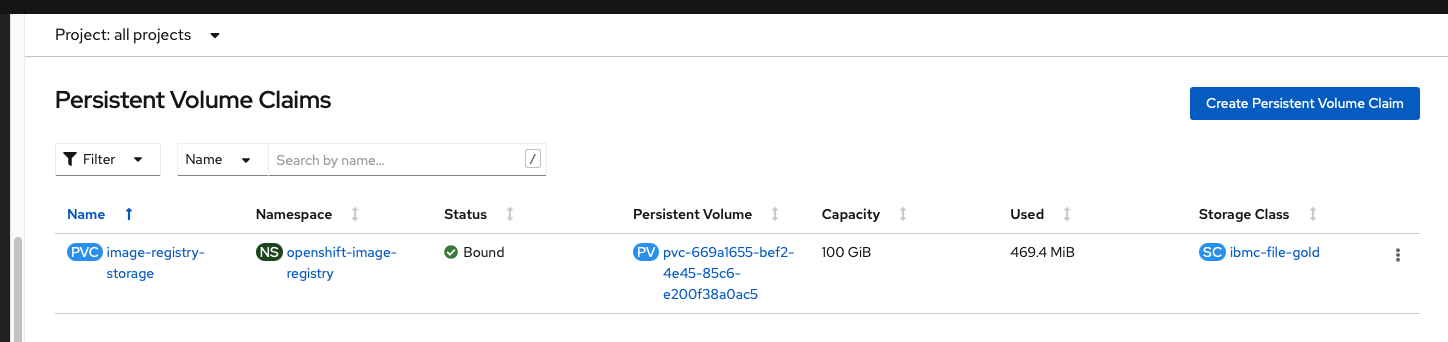 Project: all projects
Persistent Volume Claims
Create Persistent Volume Claim
Filter Name Search by name... /
Name Namespace Status Persistent Volume Capacity Used Storage Class
PVC image-registry- NS openshift-image- Bound PV pvc-669a1655-bef2- 100 GiB 469.4 MiB SC ibmc-file-gold
storage registry 4e45-85c6-
e200f38a0ac5